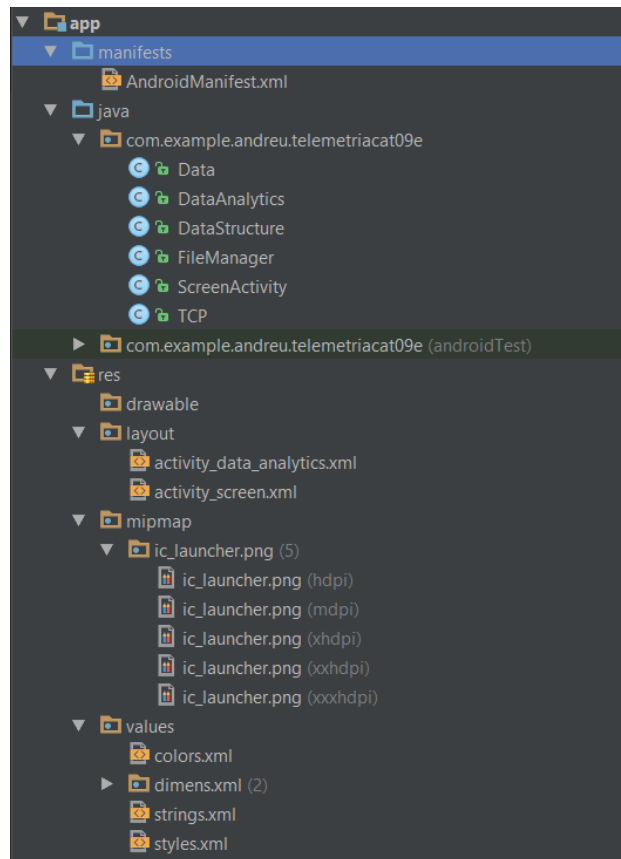 app
manifests
AndroidManifest.xml
java
com.example.andreu.telemetriacat09e
Data
DataAnalytics
DataStructure
FileManager
ScreenActivity
TCP
com.example.andreu.telemetriacat09e (androidTest)
res
drawable
layout
activity_data_analytics.xml
activity_screen.xml
mipmap
ic_launcher.png (5)
ic_launcher.png (hdpi)
ic_launcher.png (mdpi)
ic_launcher.png (xhdpi)
ic_launcher.png (xxhdpi)
ic_launcher.png (xxxhdpi)
values
colors.xml
dimens.xml (2)
strings.xml
styles.xml